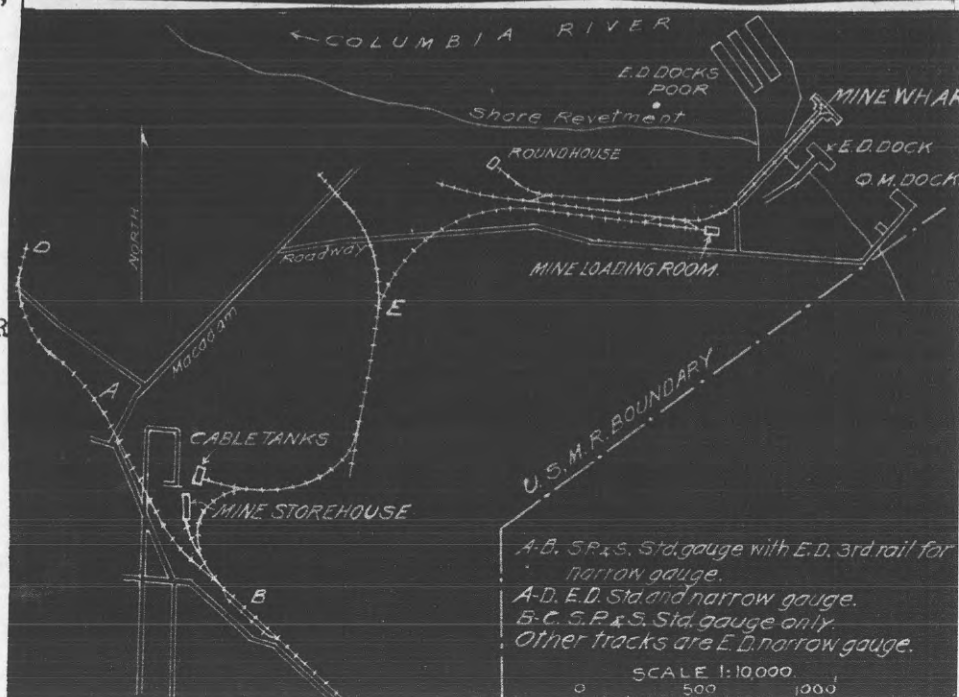 ←COLUMBIA RIVER
E.D. DOCKS
POOR
MINE WHAR
Shore Revetment
E.D. DOCK
ROUNDHOUSE
Q.M. DOCK
NORTH
D
Roadway
MINE LOADING ROOM.
E
Macadam
A
U.S.M.R. BOUNDARY
CABLE TANKS
MINE STOREHOUSE
B
A-B. S.P.&S. Std. gauge with E.D. 3rd. rail for
narrow gauge.
A-D. E.D. Std. and narrow gauge.
B-C. S.P.&S. Std. gauge only.
Other tracks are E.D. narrow gauge.
SCALE 1:10,000
0 500 1000